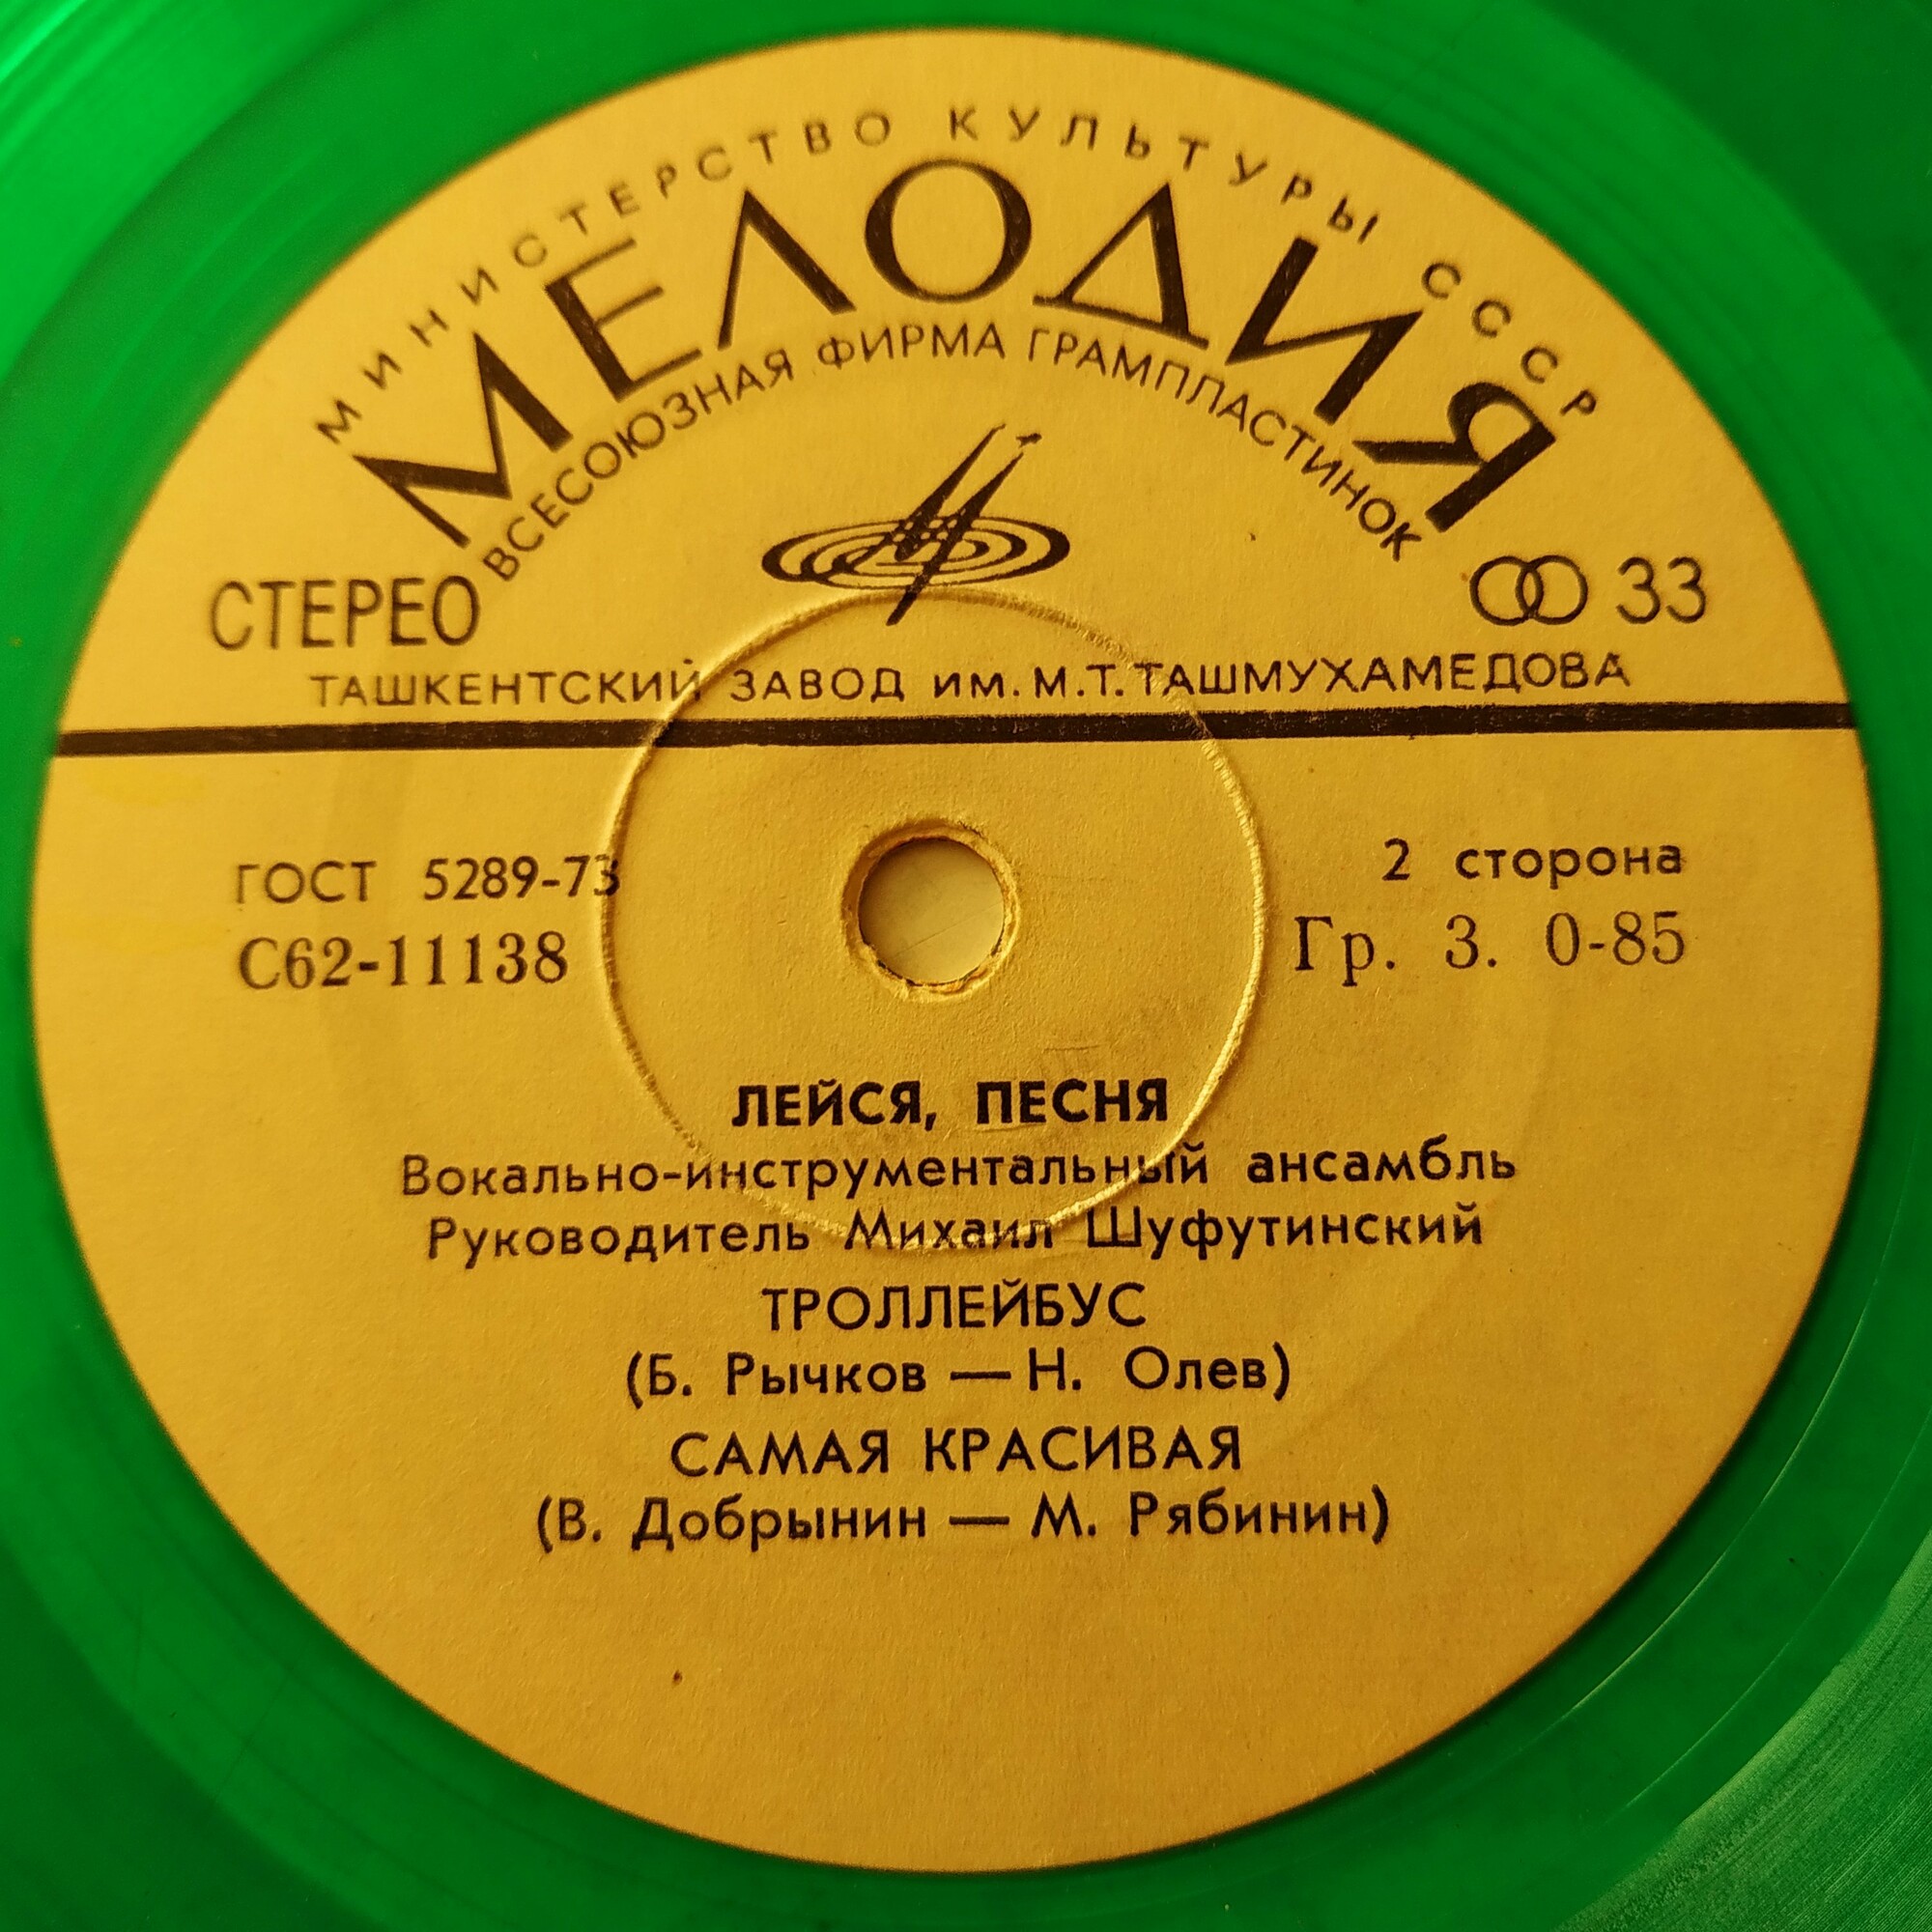 МИНИСТЕРСТВО КУЛЬТУРЫ СССР
МЕЛОДИЯ
ВСЕСОЮЗНАЯ ФИРМА ГРАМПЛАСТИНОК
СТЕРЕО
33
ТАШКЕНТСКИЙ ЗАВОД ИМ. М.Т. ТАШМУХАМЕДОВА
ГОСТ 5289-73
2 сторона
С62-11138
Гр. 3. 0-85
ЛЕЙСЯ, ПЕСНЯ
Вокально-инструментальный ансамбль
Руководитель Михаил Шуфутинский
ТРОЛЛЕЙБУС
(Б. Рычков — Н. Олев)
САМАЯ КРАСИВАЯ
(В. Добрынин — М. Рябинин)